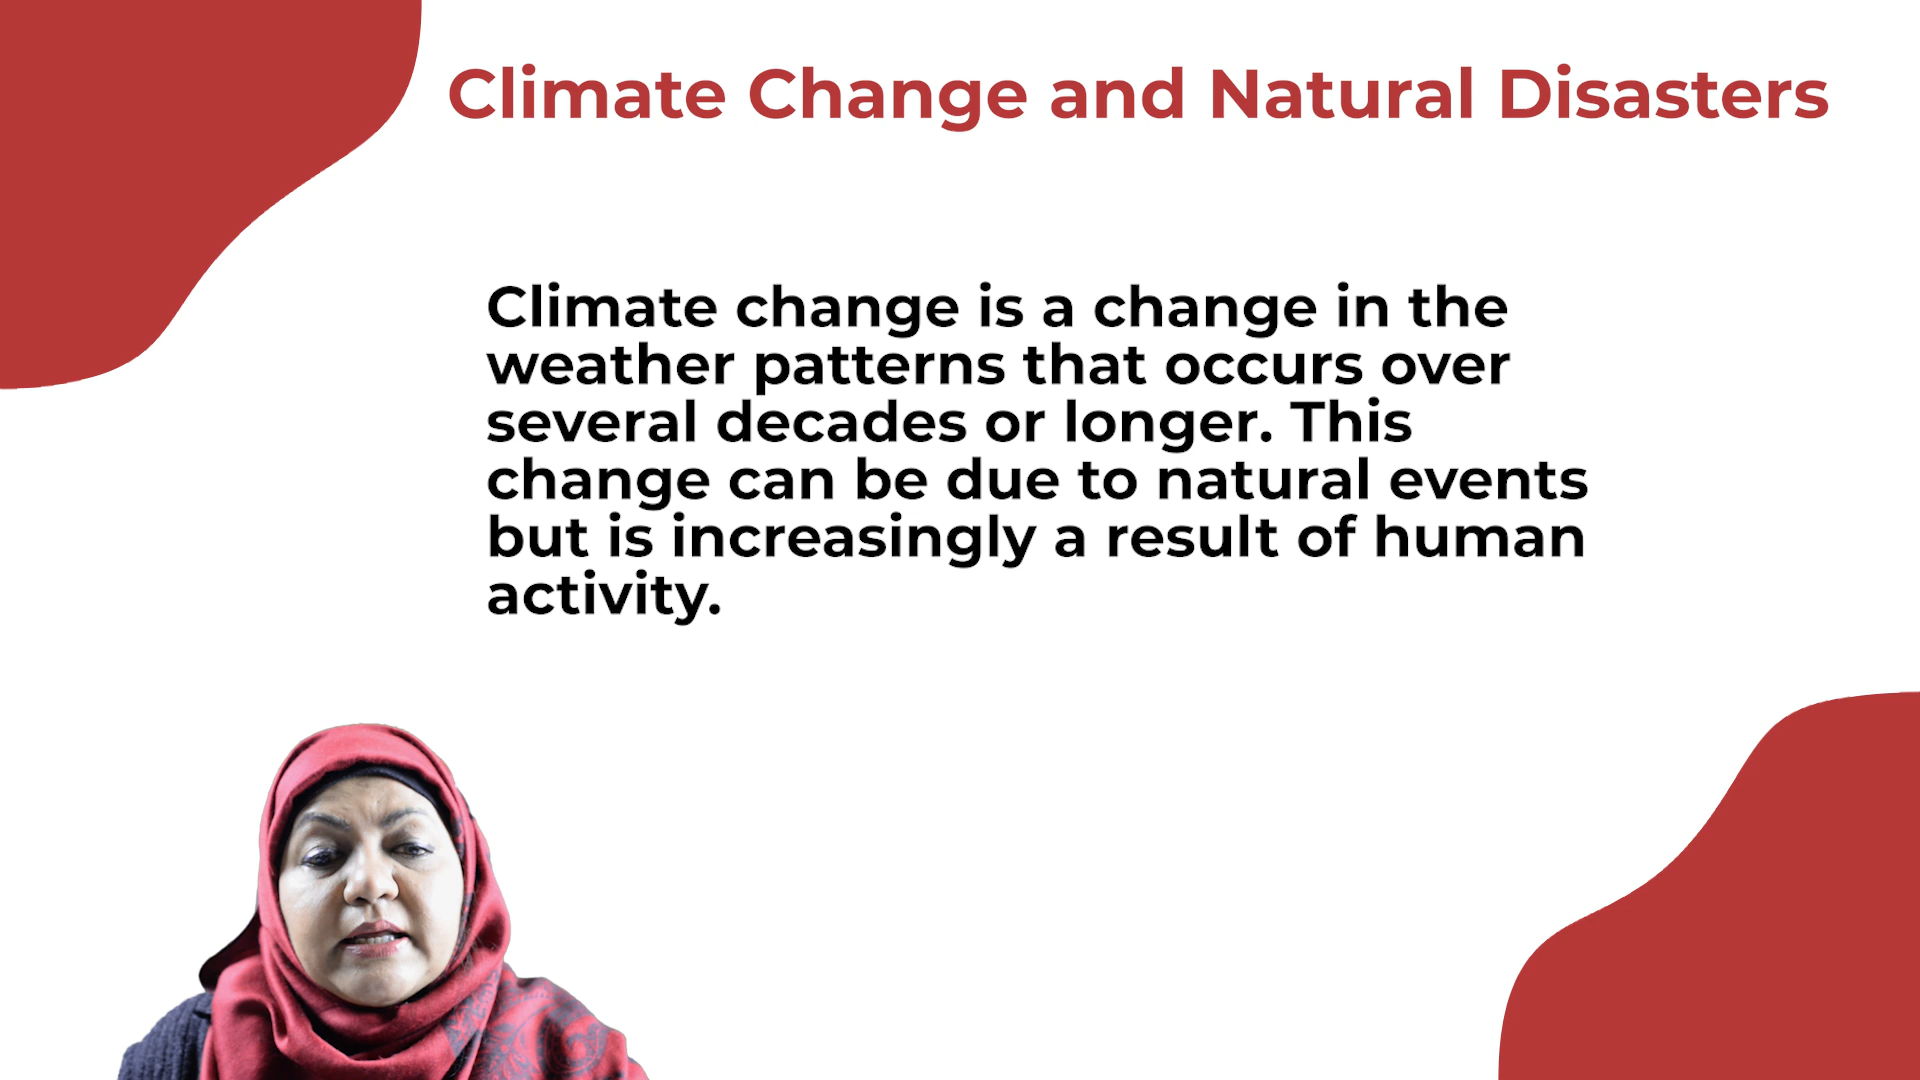 Climate Change and Natural Disasters
Climate change is a change in the
weather patterns that occurs over
several decades or longer. This
change can be due to natural events
but is increasingly a result of human
activity.